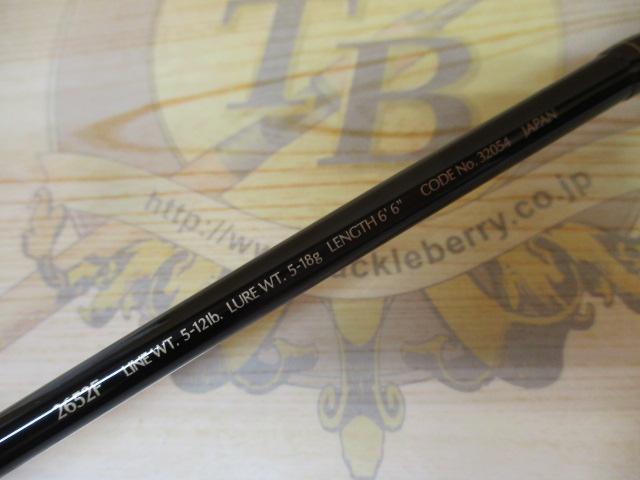 TB
http://www.tackleberry.co.jp
2652F LINE WT. 5-12lb. LURE WT. 5-18g LENGTH 6' 6" CODE No. 32054 JAPAN